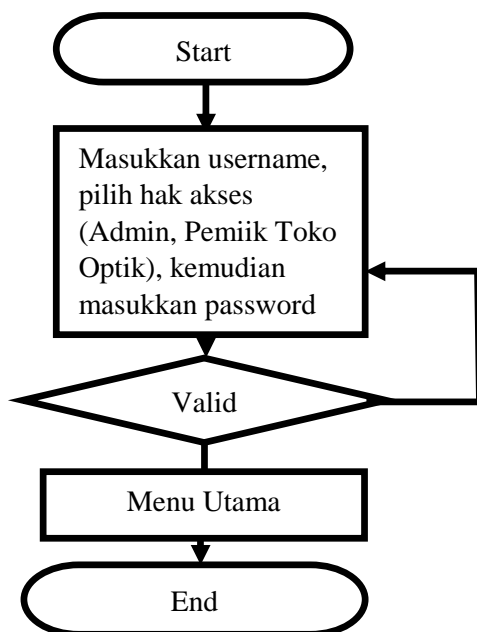 Start
Masukkan username,
pilih hak akses
(Admin, Pemiik Toko
Optik), kemudian
masukkan password
Valid
Menu Utama
End